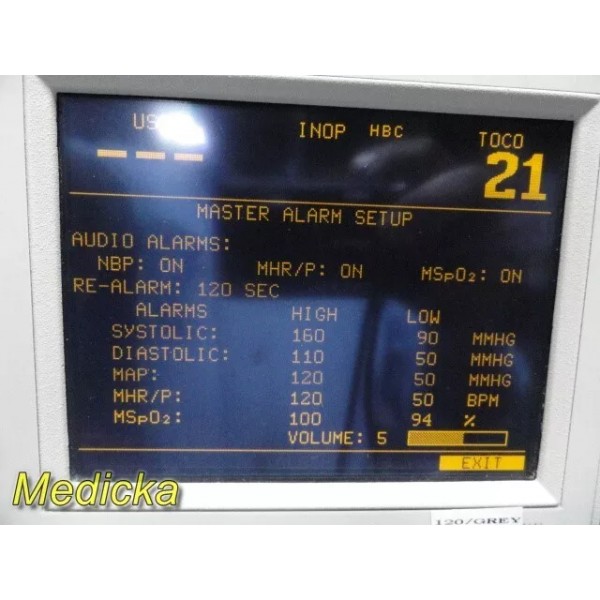 INOP HBC TOCO
--- 21
MASTER ALARM SETUP
AUDIO ALARMS:
NBP: ON MHR/P: ON MSpO2: ON
RE-ALARM: 120 SEC
ALARMS HIGH LOW
SYSTOLIC: 160 90 MMHG
DIASTOLIC: 110 50 MMHG
MAP: 120 50 MMHG
MHR/P: 120 50 BPM
MSpO2: 100 94 %
VOLUME: 5
EXIT
Medicka
120/GREY